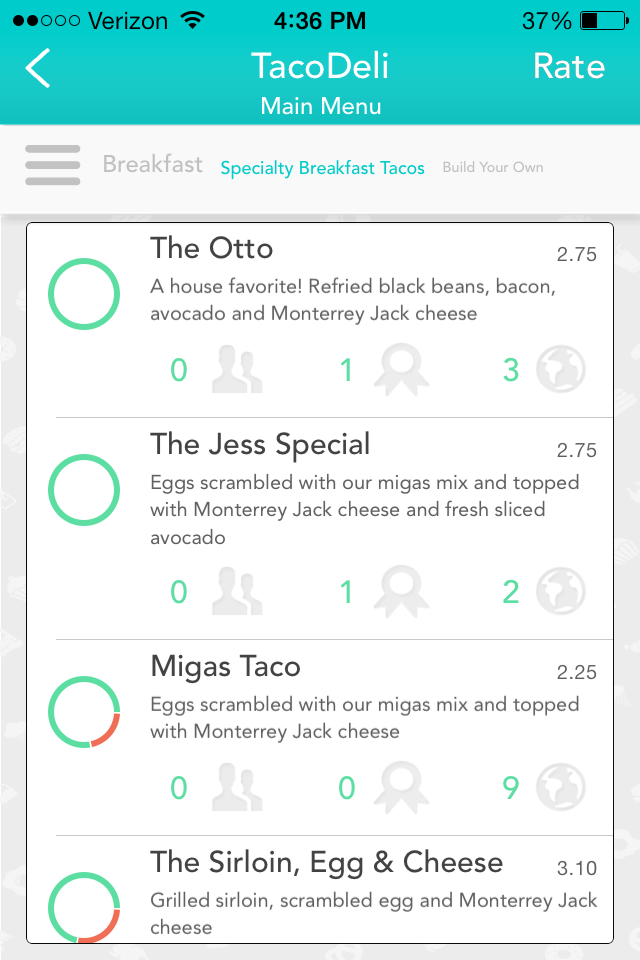 Verizon 4:36 PM 37%
TacoDeli Rate
Main Menu
Breakfast Specialty Breakfast Tacos Build Your Own
The Otto 2.75
A house favorite! Refried black beans, bacon,
avocado and Monterrey Jack cheese
0 1 3
The Jess Special 2.75
Eggs scrambled with our migas mix and topped
with Monterrey Jack cheese and fresh sliced
avocado
0 1 2
Migas Taco 2.25
Eggs scrambled with our migas mix and topped
with Monterrey Jack cheese
0 0 9
The Sirloin, Egg & Cheese 3.10
Grilled sirloin, scrambled egg and Monterrey Jack
cheese